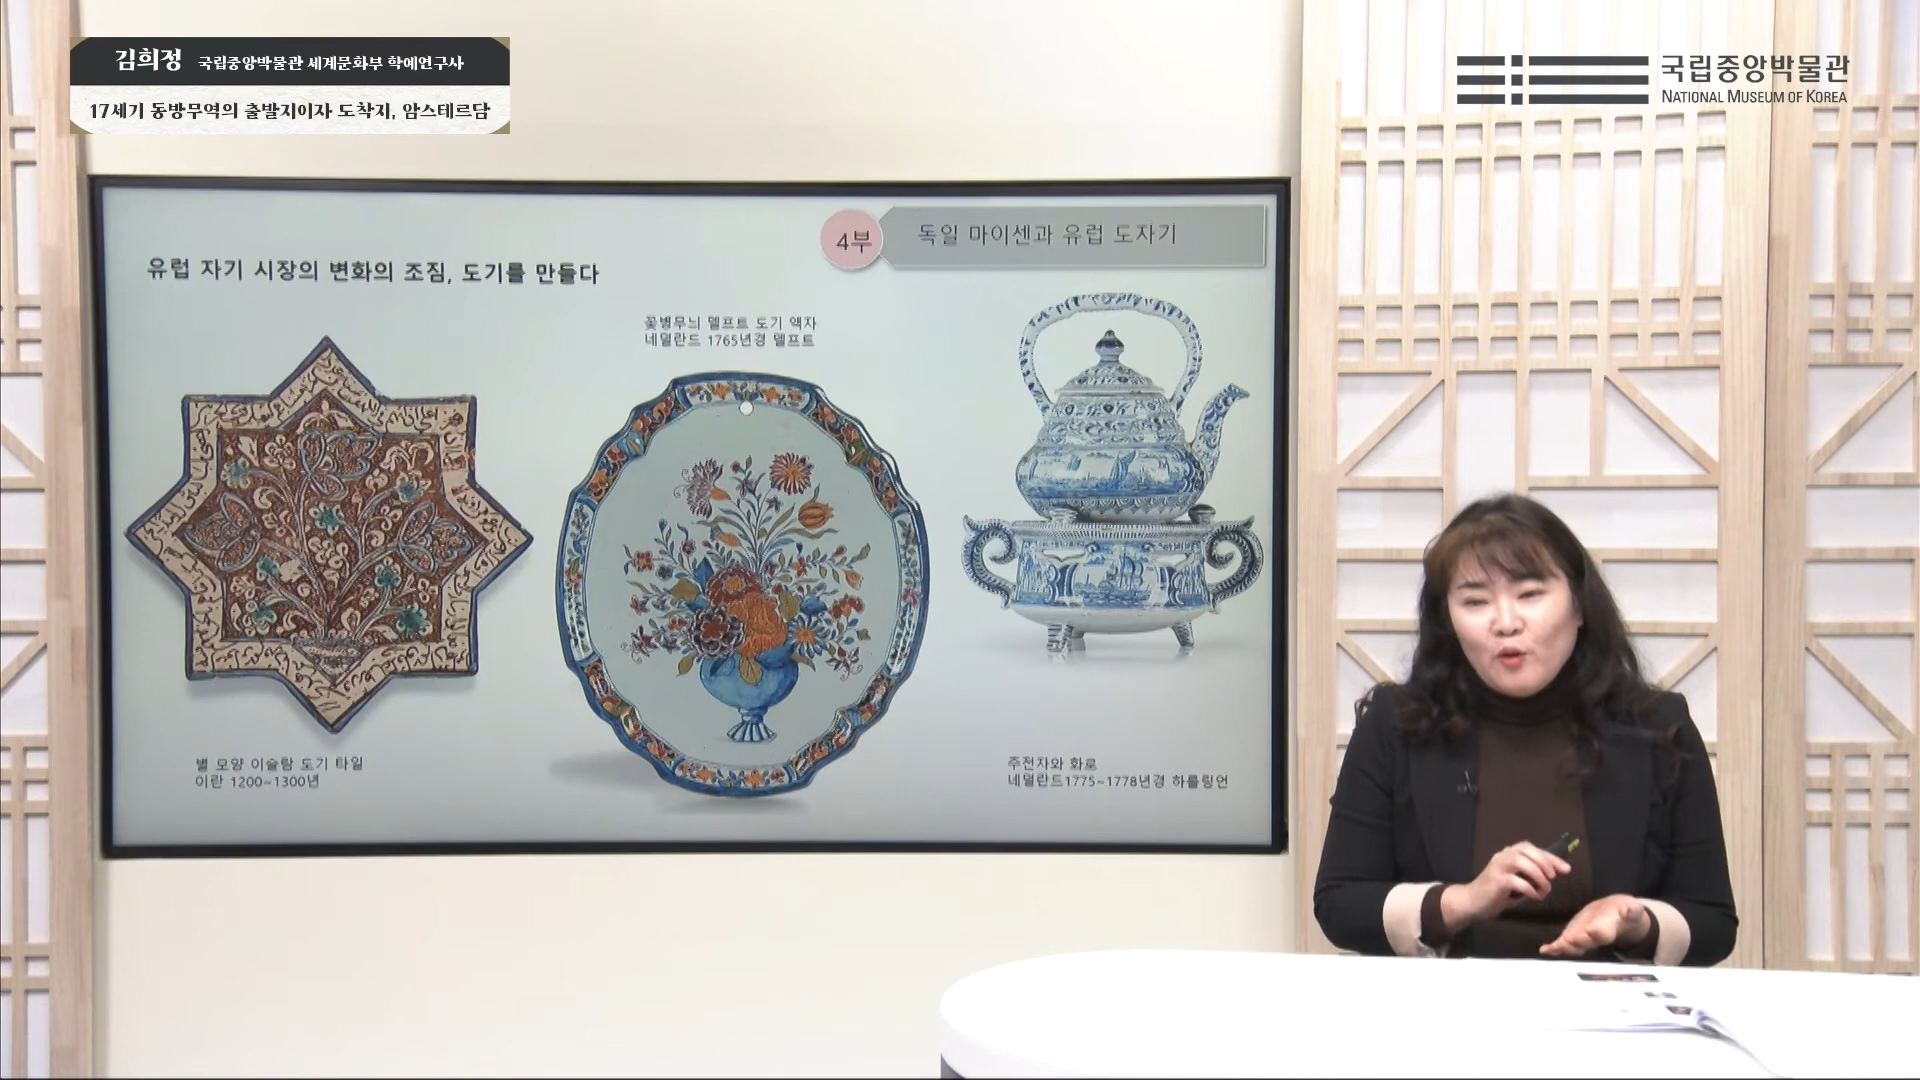 김희정 국립중앙박물관 세계문화부 학예연구사
17세기 동방무역의 출발지이자 도착지, 암스테르담
국립중앙박물관
NATIONAL MUSEUM OF KOREA
4부 독일 마이센과 유럽 도자기
유럽 자기 시장의 변화의 조짐, 도기를 만들다
꽃병무늬 델프트 도기 액자
네덜란드 1765년경 델프트
별 모양 이슬람 도기 타일
이란 1200~1300년
주전자와 화로
네덜란드1775~1778년경 하를링언